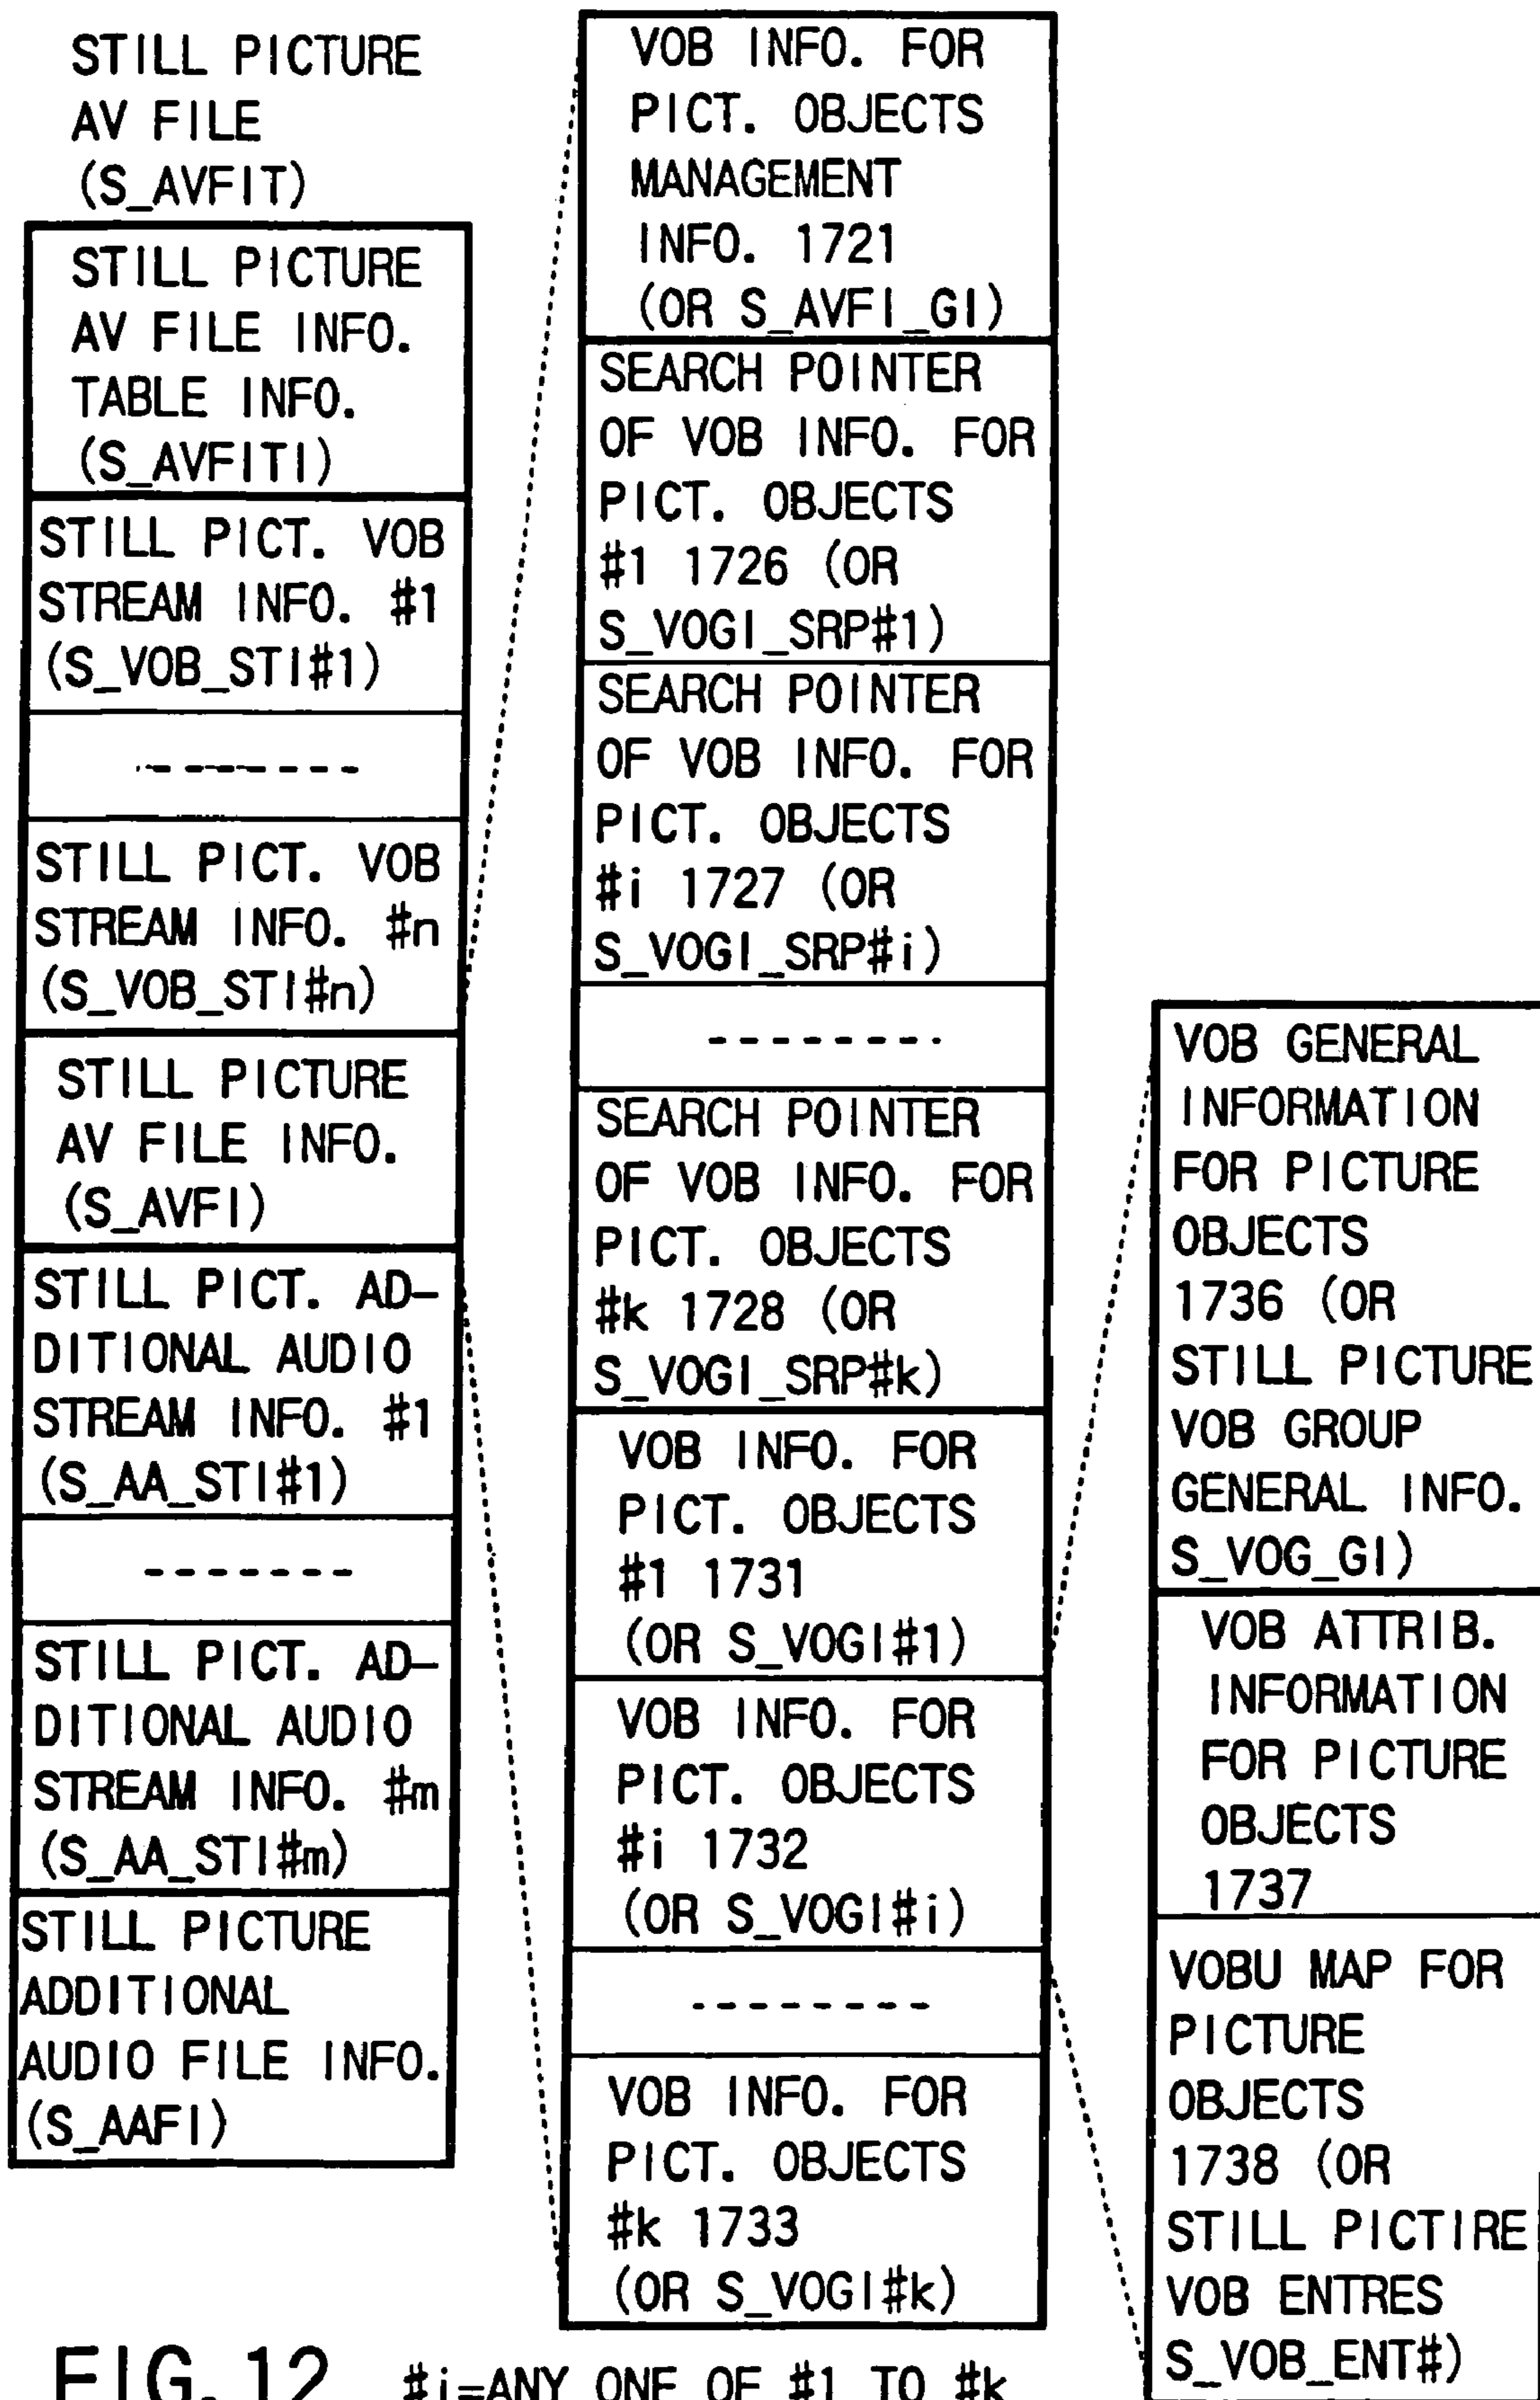 STILL PICTURE
AV FILE
(S_AVFIT)
STILL PICTURE
AV FILE INFO.
TABLE INFO.
(S_AVFITI)
STILL PICT. VOB
STREAM INFO. #1
(S_VOB_STI#1)
--------
STILL PICT. VOB
STREAM INFO. #n
(S_VOB_STI#n)
STILL PICTURE
AV FILE INFO.
(S_AVFI)
STILL PICT. AD-
DITIONAL AUDIO
STREAM INFO. #1
(S_AA_STI#1)
-------
STILL PICT. AD-
DITIONAL AUDIO
STREAM INFO. #m
(S_AA_STI#m)
STILL PICTURE
ADDITIONAL
AUDIO FILE INFO.
(S_AAFI)
VOB INFO. FOR
PICT. OBJECTS
MANAGEMENT
INFO. 1721
(OR S_AVFI_GI)
SEARCH POINTER
OF VOB INFO. FOR
PICT. OBJECTS
#1 1726 (OR
S_VOGI_SRP#1)
SEARCH POINTER
OF VOB INFO. FOR
PICT. OBJECTS
#i 1727 (OR
S_VOGI_SRP#i)
--------
SEARCH POINTER
OF VOB INFO. FOR
PICT. OBJECTS
#k 1728 (OR
S_VOGI_SRP#k)
VOB INFO. FOR
PICT. OBJECTS
#1 1731
(OR S_VOGI#1)
VOB INFO. FOR
PICT. OBJECTS
#i 1732
(OR S_VOGI#i)
--------
VOB INFO. FOR
PICT. OBJECTS
#k 1733
(OR S_VOGI#k)
VOB GENERAL
INFORMATION
FOR PICTURE
OBJECTS
1736 (OR
STILL PICTURE
VOB GROUP
GENERAL INFO.
S_VOG_GI)
VOB ATTRIB.
INFORMATION
FOR PICTURE
OBJECTS
1737
VOBU MAP FOR
PICTURE
OBJECTS
1738 (OR
STILL PICTIRE
VOB ENTRES
S_VOB_ENT#)
FIG. 12 #i=ANY ONE OF #1 TO #k